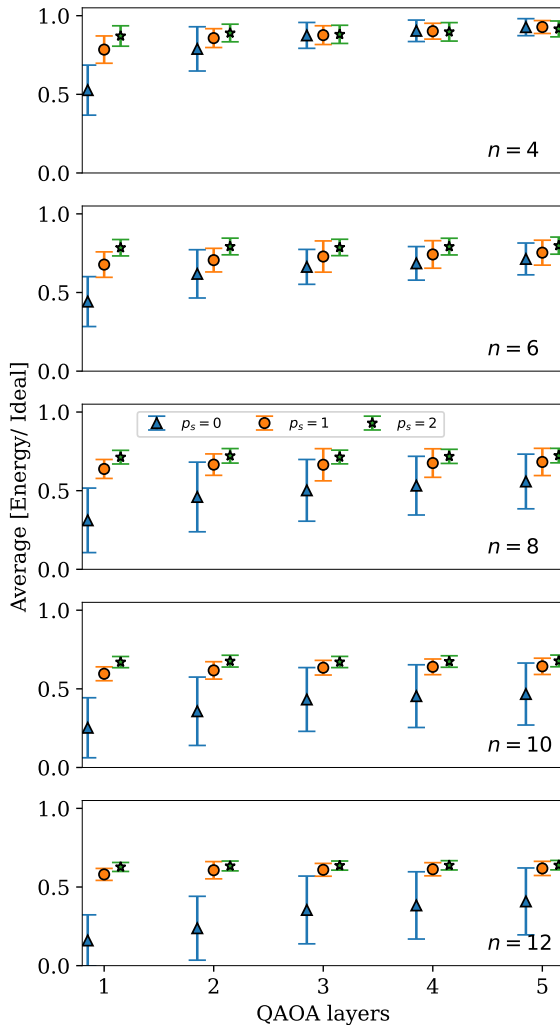 1.0
0.5
0.0
n = 4
1.0
0.5
0.0
n = 6
Average [Energy/ Ideal]
1.0
0.5
0.0
p_s = 0 p_s = 1 p_s = 2
n = 8
1.0
0.5
0.0
n = 10
1.0
0.5
0.0
n = 12
1 2 3 4 5
QAOA layers